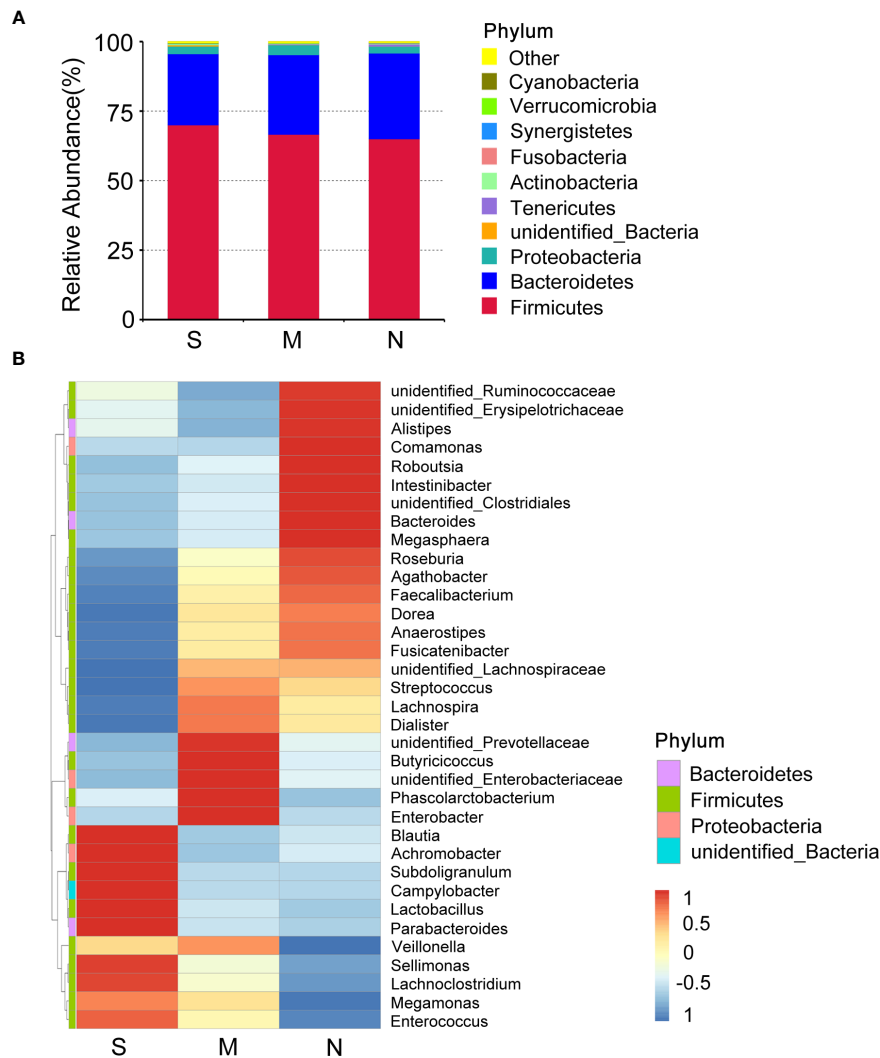 A
Relative Abundance(%)
100
75
50
25
0
S M N
Phylum
Other
Cyanobacteria
Verrucomicrobia
Synergistetes
Fusobacteria
Actinobacteria
Tenericutes
unidentified_Bacteria
Proteobacteria
Bacteroidetes
Firmicutes
B
unidentified_Ruminococcaceae
unidentified_Erysipelotrichaceae
Alistipes
Comamonas
Roboutsia
Intestinibacter
unidentified_Clostridiales
Bacteroides
Megasphaera
Roseburia
Agathobacter
Faecalibacterium
Dorea
Anaerostipes
Fusicatenibacter
unidentified_Lachnospiraceae
Streptococcus
Lachnospira
Dialister
unidentified_Prevotellaceae
Butyricicoccus
unidentified_Enterobacteriaceae
Phascolarctobacterium
Enterobacter
Blautia
Achromobacter
Subdoligranulum
Campylobacter
Lactobacillus
Parabacteroides
Veillonella
Sellimonas
Lachnoclostridium
Megamonas
Enterococcus
S M N
Phylum
Bacteroidetes
Firmicutes
Proteobacteria
unidentified_Bacteria
1
0.5
0
-0.5
1